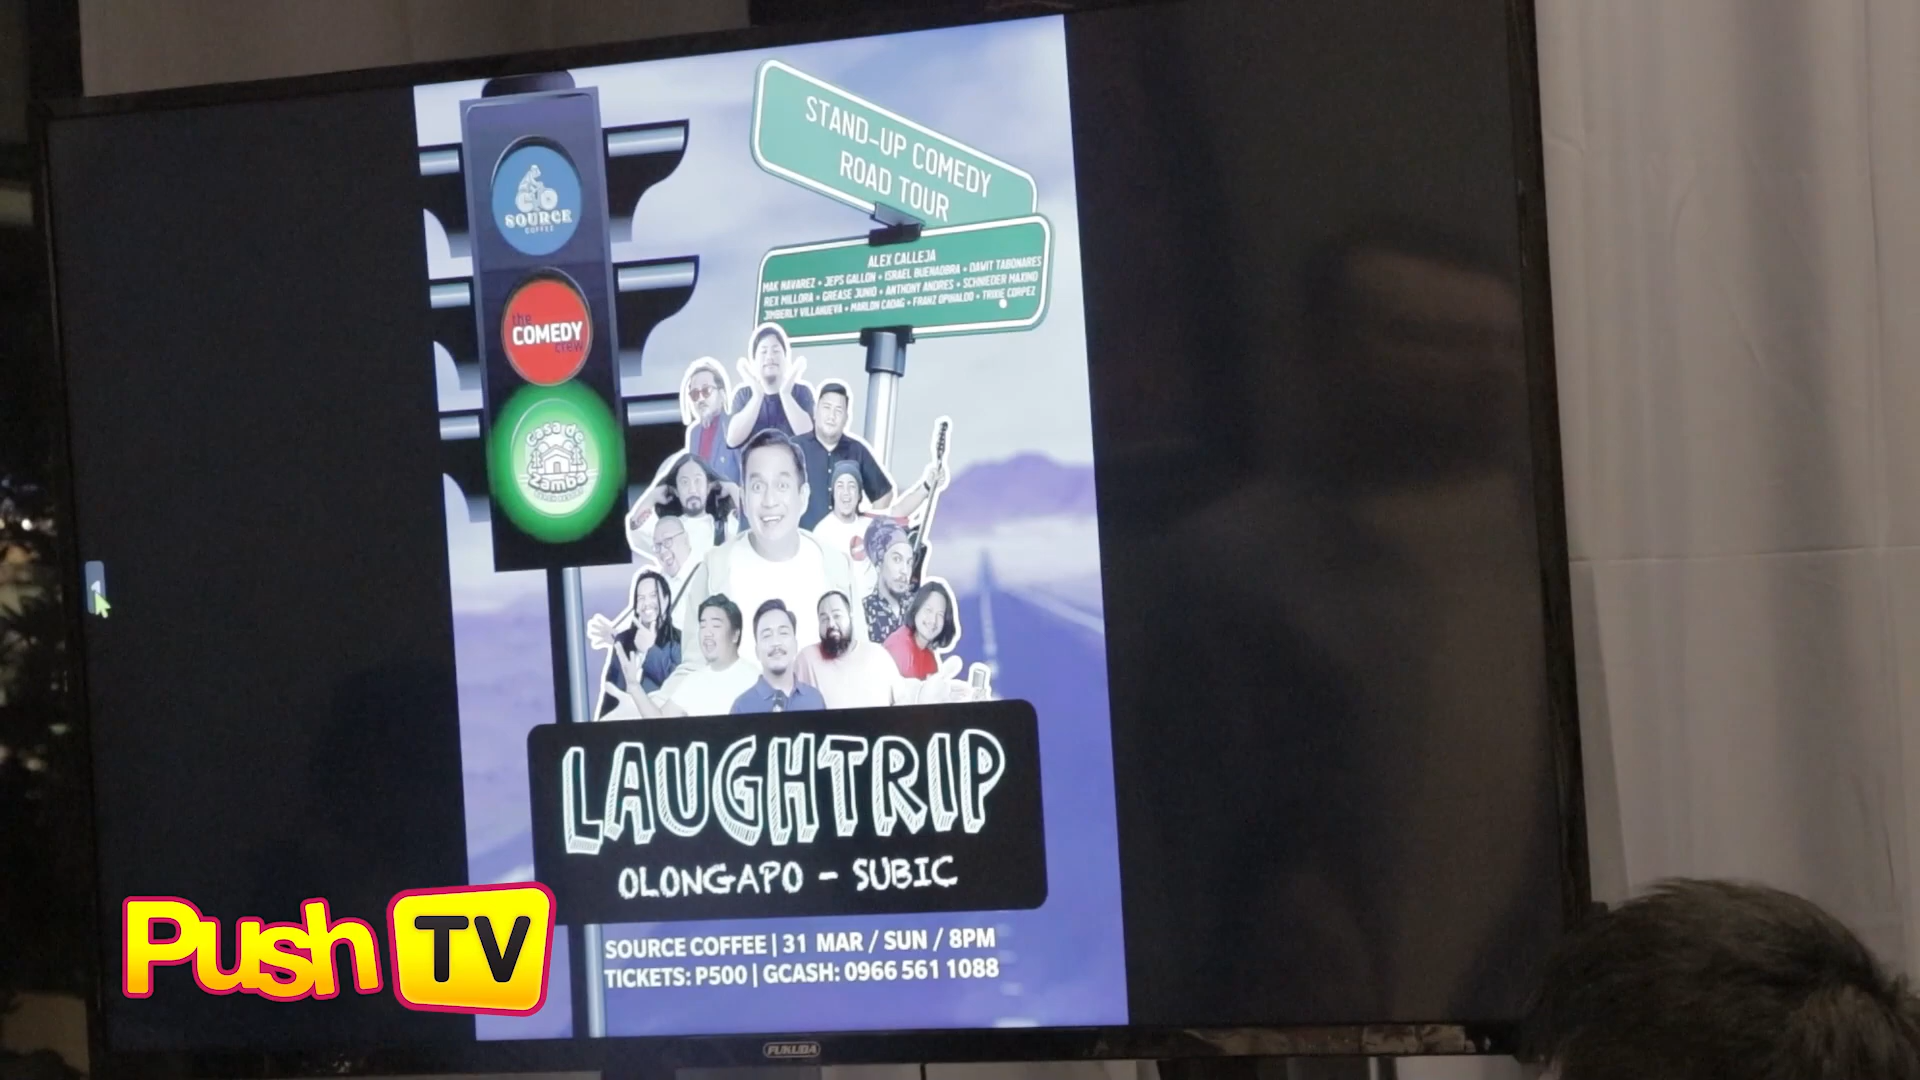 STAND-UP COMEDY
ROAD TOUR
ALEX CALLEJA
MAK NAVAREZ • JEPS GALLON • ISRAEL BUENAOBRA • DAWIT TABONARES
REX MILLORA • GREASE JUNIO • ANTHONY ANDRES • SCHNIEDER MAXINO
JIMBERLY VILLANUEVA • MARLON CADAG • FRANZ OPINALDO • TRIXIE CORPEZ
SOURCE
COFFEE
the
COMEDY
crew
Casa de
Zamba
LAUGHTRIP
OLONGAPO - SUBIC
SOURCE COFFEE | 31 MAR / SUN / 8PM
TICKETS: P500 | GCASH: 0966 561 1088
Push TV
FUKUDA